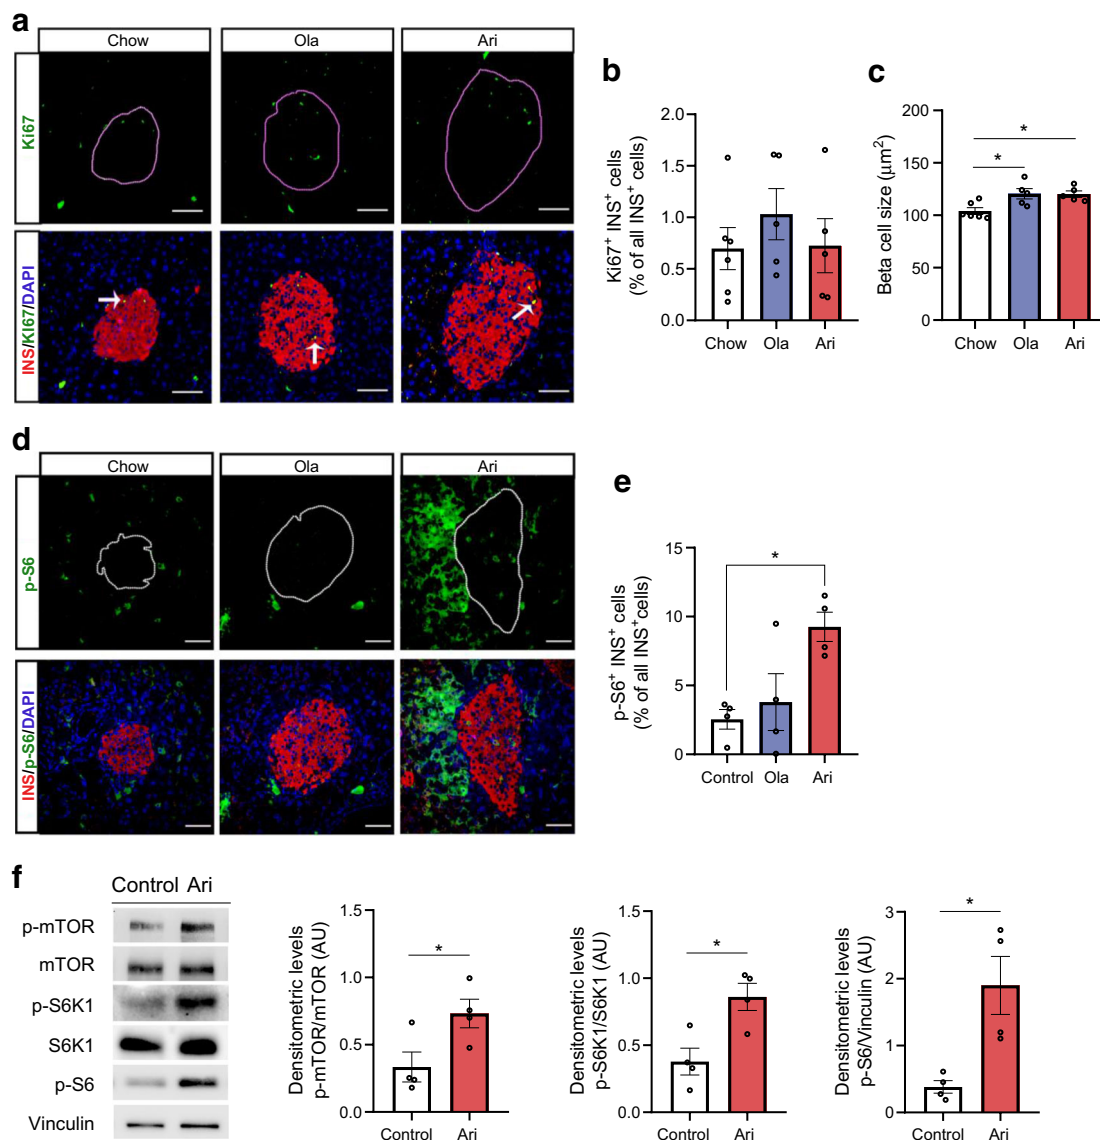 a
Chow
Ola
Ari
Ki67
INS/KI67/DAPI
b
Ki67+ INS+ cells
(% of all INS+ cells)
2.0
1.5
1.0
0.5
0.0
Chow
Ola
Ari
*
*
c
Beta cell size (μm²)
200
150
100
50
0
Chow
Ola
Ari
d
Chow
Ola
Ari
p-S6
INS/p-S6/DAPI
e
p-S6+ INS+ cells
(% of all INS+cells)
15
10
5
0
*
Control
Ola
Ari
f
Control Ari
p-mTOR
mTOR
p-S6K1
S6K1
p-S6
Vinculin
Densitometric levels
p-mTOR/mTOR (AU)
1.5
1.0
0.5
0.0
*
Control
Ari
Densitometric levels
p-S6K1/S6K1 (AU)
1.5
1.0
0.5
0.0
*
Control
Ari
Densitometric levels
p-S6/Vinculin (AU)
3
2
1
0
*
Control
Ari